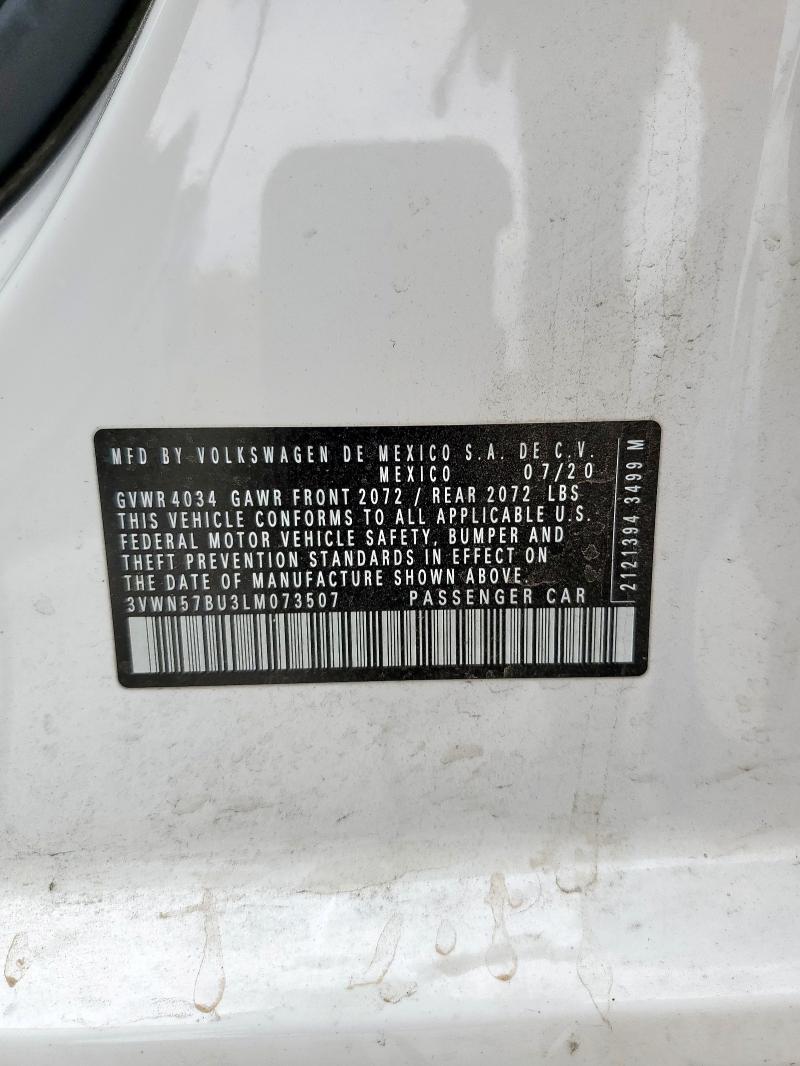 MFD BY VOLKSWAGEN DE MEXICO S.A. DE C.V.
MEXICO 07/20
GVWR 4034 GAWR FRONT 2072 / REAR 2072 LBS
THIS VEHICLE CONFORMS TO ALL APPLICABLE U.S.
FEDERAL MOTOR VEHICLE SAFETY, BUMPER AND
THEFT PREVENTION STANDARDS IN EFFECT ON
THE DATE OF MANUFACTURE SHOWN ABOVE.
3VWN57BU3LM073507 PASSENGER CAR
2121394 3499 M